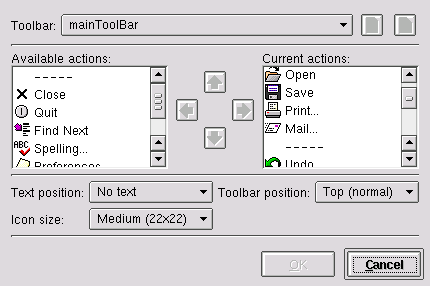 Toolbar: mainToolBar
Available actions: Current actions:
-----
Close
Quit
Find Next
Spelling...
Preferences
Open
Save
Print...
Mail...
-----
Undo
Text position: No text Toolbar position: Top (normal)
Icon size: Medium (22x22)
OK Cancel